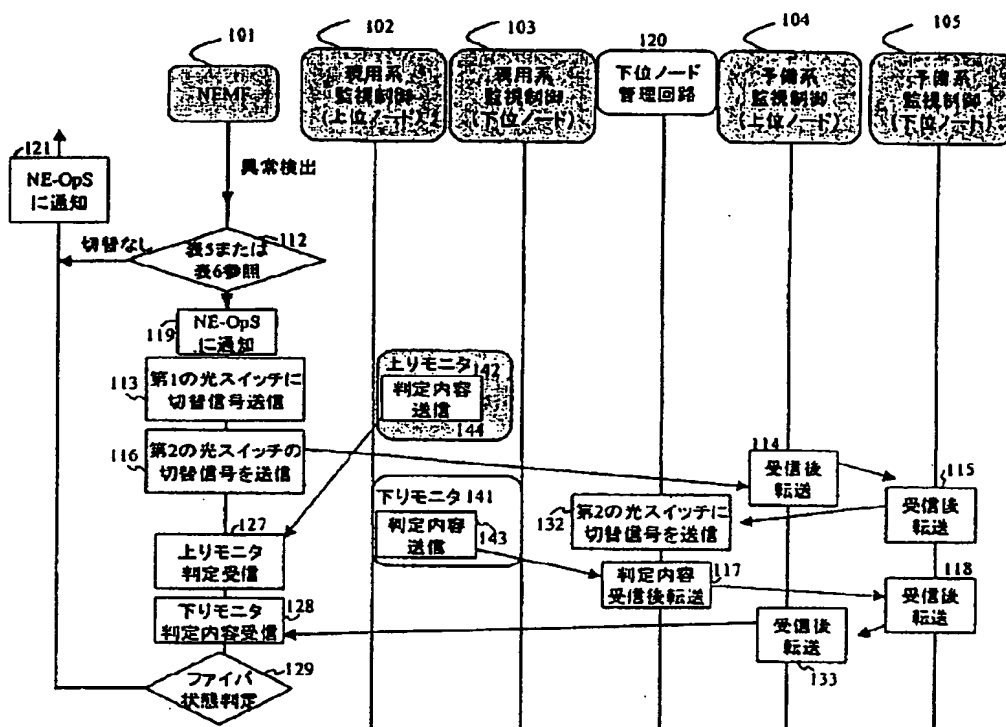 101
NEMF
102
現用系
監視制御
(上位ノード)
103
現用系
監視制御
(下位ノード)
120
下位ノード
管理回路
104
予備系
監視制御
(上位ノード)
105
予備系
監視制御
(下位ノード)
121
NE-OpS
に通知
異常検出
切替なし
112
表5または
表6参照
119
NE-OpS
に通知
113
第1の光スイッチに
切替信号送信
116
第2の光スイッチの
切替信号を送信
上りモニタ
142
判定内容
送信
144
114
受信後
転送
115
受信後
転送
下りモニタ 141
判定内容
送信
143
132
第2の光スイッチに
切替信号を送信
127
上りモニタ
判定受信
判定内容
受信後転送
117
118
受信後
転送
下りモニタ
判定内容受信
128
受信後
転送
133
ファイバ
状態判定
129